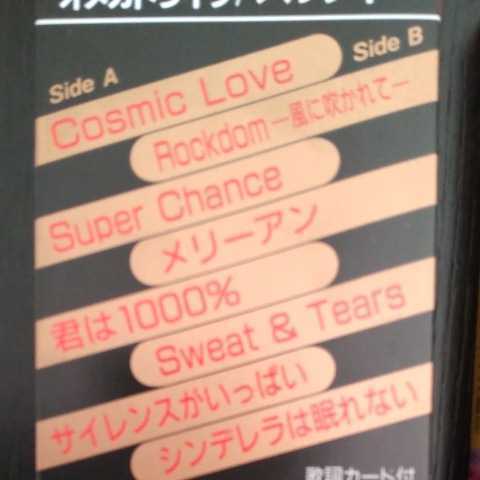 Side A
Side B
Cosmic Love
Rockdom—風に吹かれて—
Super Chance
メリーアン
君は1000%
Sweat & Tears
サイレンスがいっぱい
シンデレラは眠れない
歌詞カード付